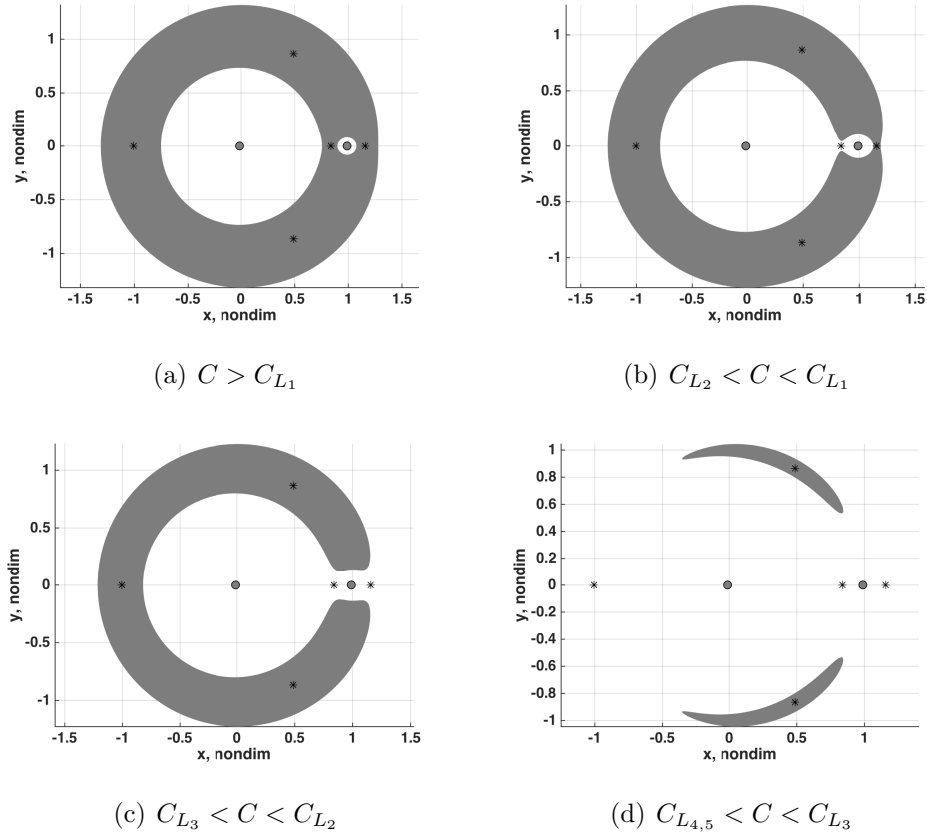 1
0.5
0
-0.5
-1
y, nondim
-1.5 -1 -0.5 0 0.5 1 1.5
x, nondim
(a) C > C_{L_1}
1
0.5
0
-0.5
-1
y, nondim
-1.5 -1 -0.5 0 0.5 1 1.5
x, nondim
(b) C_{L_2} < C < C_{L_1}
1
0.5
0
-0.5
-1
y, nondim
-1.5 -1 -0.5 0 0.5 1 1.5
x, nondim
(c) C_{L_3} < C < C_{L_2}
1
0.8
0.6
0.4
0.2
0
-0.2
-0.4
-0.6
-0.8
-1
y, nondim
-1 -0.5 0 0.5 1
x, nondim
(d) C_{L_{4,5}} < C < C_{L_3}